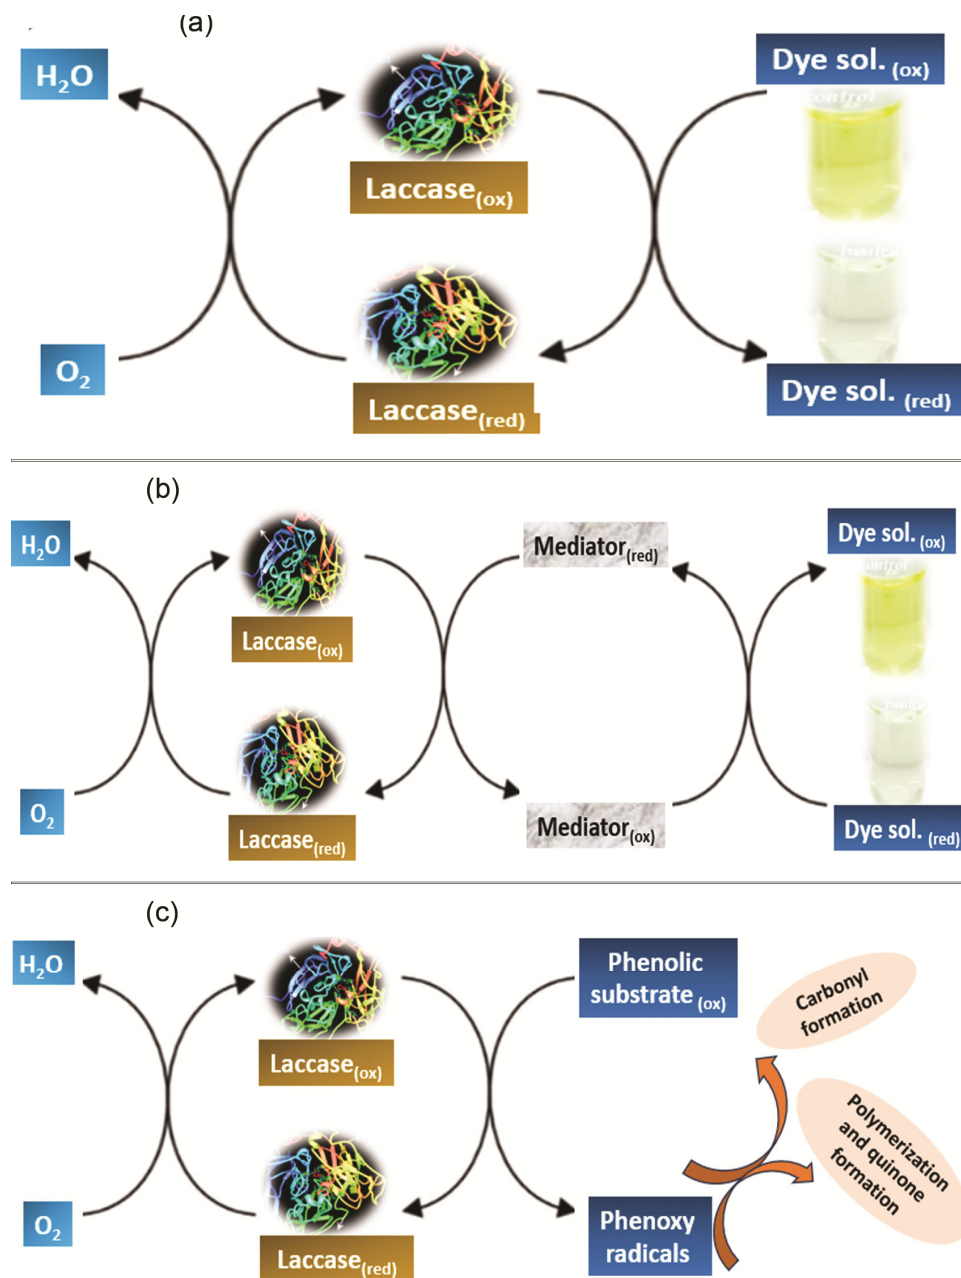 (a)
H₂O
Laccase(ox)
Dye sol. (ox)
control
O₂
Laccase(red)
Dye sol. (red)
(b)
H₂O
Laccase(ox)
Mediator(red)
Dye sol. (ox)
control
O₂
Laccase(red)
Mediator(ox)
Dye sol. (red)
(c)
H₂O
Laccase(ox)
Phenolic
substrate (ox)
Carbonyl
formation
Polymerization
and quinone
formation
O₂
Laccase(red)
Phenoxy
radicals